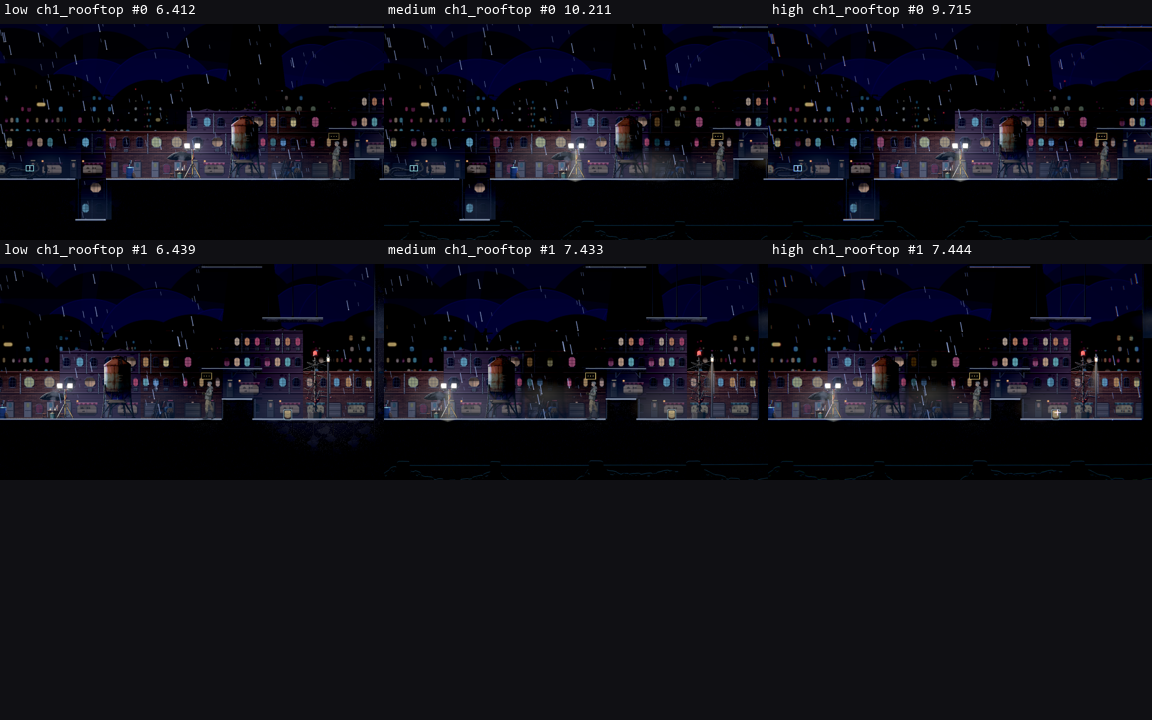 low ch1_rooftop #0 6.412
medium ch1_rooftop #0 10.211
high ch1_rooftop #0 9.715
low ch1_rooftop #1 6.439
medium ch1_rooftop #1 7.433
high ch1_rooftop #1 7.444